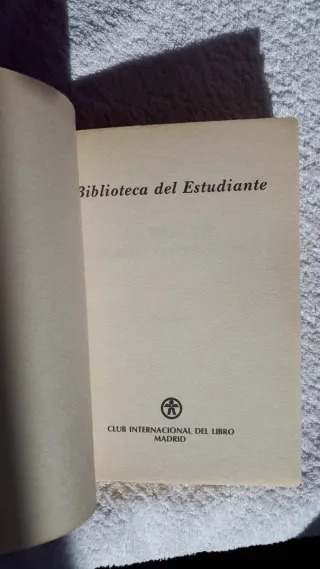 Biblioteca del Estudiante
CLUB INTERNACIONAL DEL LIBRO
MADRID